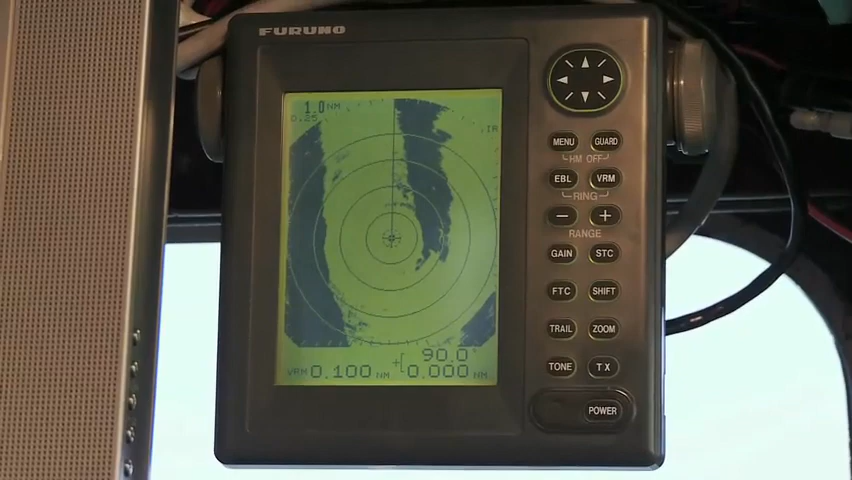 FURUNO
1.0NM
0.25
IR
MENU GUARD
HM OFF
EBL VRM
RING
- +
RANGE
GAIN STC
FTC SHIFT
TRAIL ZOOM
TONE TX
POWER
90.0°
VRM 0.100 NM + 0.000 NM